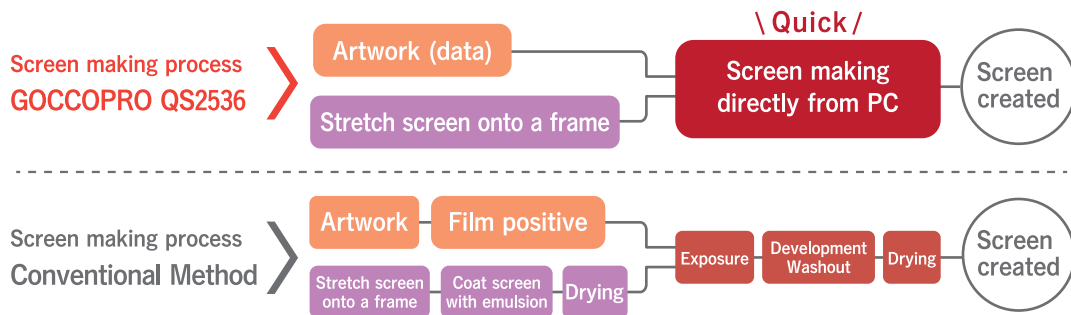 Screen making process
GOCCOPRO QS2536
Artwork (data)
Stretch screen onto a frame
\ Quick /
Screen making
directly from PC
Screen
created
Screen making process
Conventional Method
Artwork
Film positive
Stretch screen
onto a frame
Coat screen
with emulsion
Drying
Exposure
Development
Washout
Drying
Screen
created